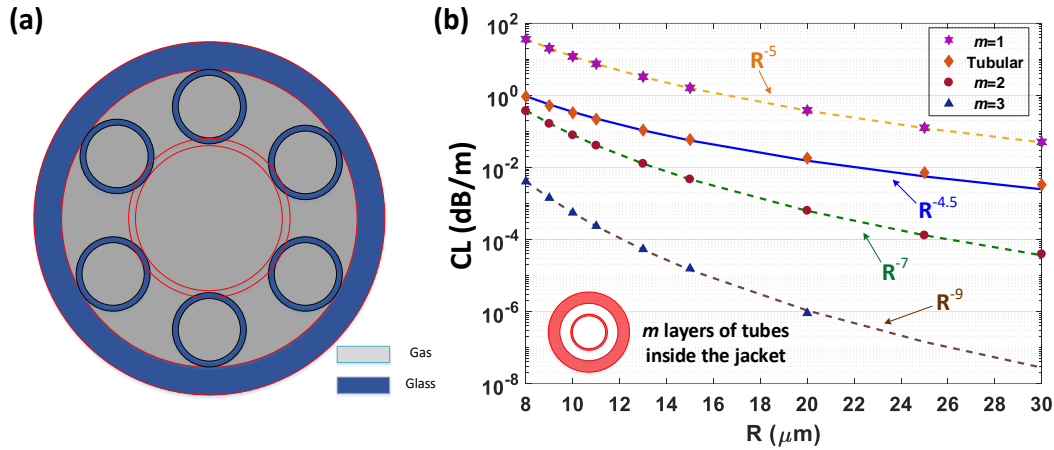 (a)
Gas
Glass
(b)
CL (dB/m)
10^2
10^0
10^-2
10^-4
10^-6
10^-8
R^-5
R^-4.5
R^-7
R^-9
m=1
Tubular
m=2
m=3
m layers of tubes
inside the jacket
8 10 12 14 16 18 20 22 24 26 28 30
R (μm)